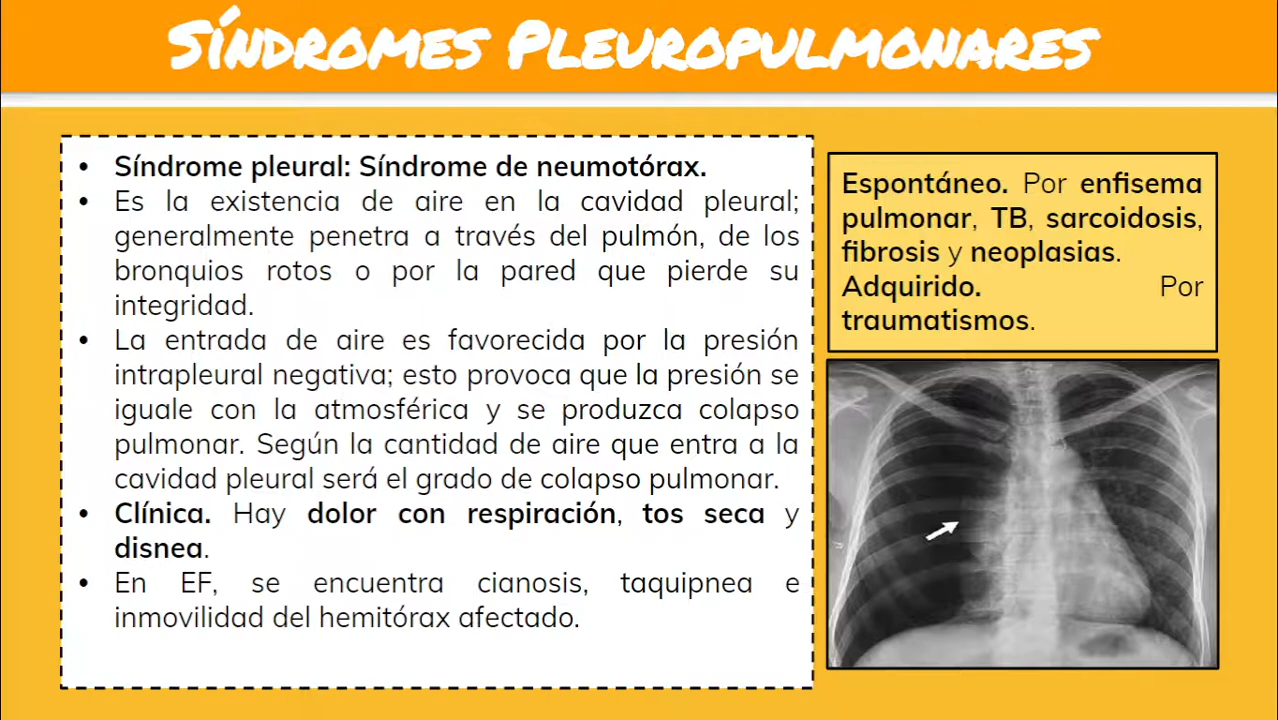 Síndromes Pleuropulmonares
• Síndrome pleural: Síndrome de neumotórax.
• Es la existencia de aire en la cavidad pleural;
generalmente penetra a través del pulmón, de los
bronquios rotos o por la pared que pierde su
integridad.
• La entrada de aire es favorecida por la presión
intrapleural negativa; esto provoca que la presión se
iguale con la atmosférica y se produzca colapso
pulmonar. Según la cantidad de aire que entra a la
cavidad pleural será el grado de colapso pulmonar.
• Clínica. Hay dolor con respiración, tos seca y
disnea.
• En EF, se encuentra cianosis, taquipnea e
inmovilidad del hemitórax afectado.
Espontáneo. Por enfisema
pulmonar, TB, sarcoidosis,
fibrosis y neoplasias.
Adquirido. Por
traumatismos.